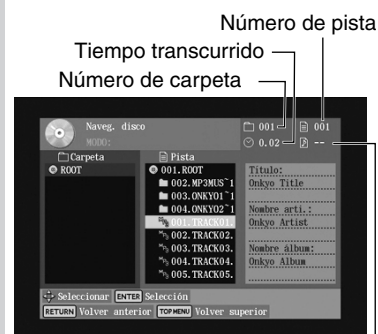 Número de pista
Tiempo transcurrido
Número de carpeta
Naveg. disco
001
001
MODO:
0.02
--
Carpeta
Pista
ROOT
001.ROOT
002.MP3MUS~1
003.ONKYO1~1
004.ONKYO2~1
001.TRACK01.
002.TRACK02.
003.TRACK03.
004.TRACK04.
005.TRACK05.
Título:
Onkyo Title
Nombre arti.:
Onkyo Artist
Nombre álbum:
Onkyo Album
Seleccionar ENTER Selección
RETURN Volver anterior TOP MENU Volver superior